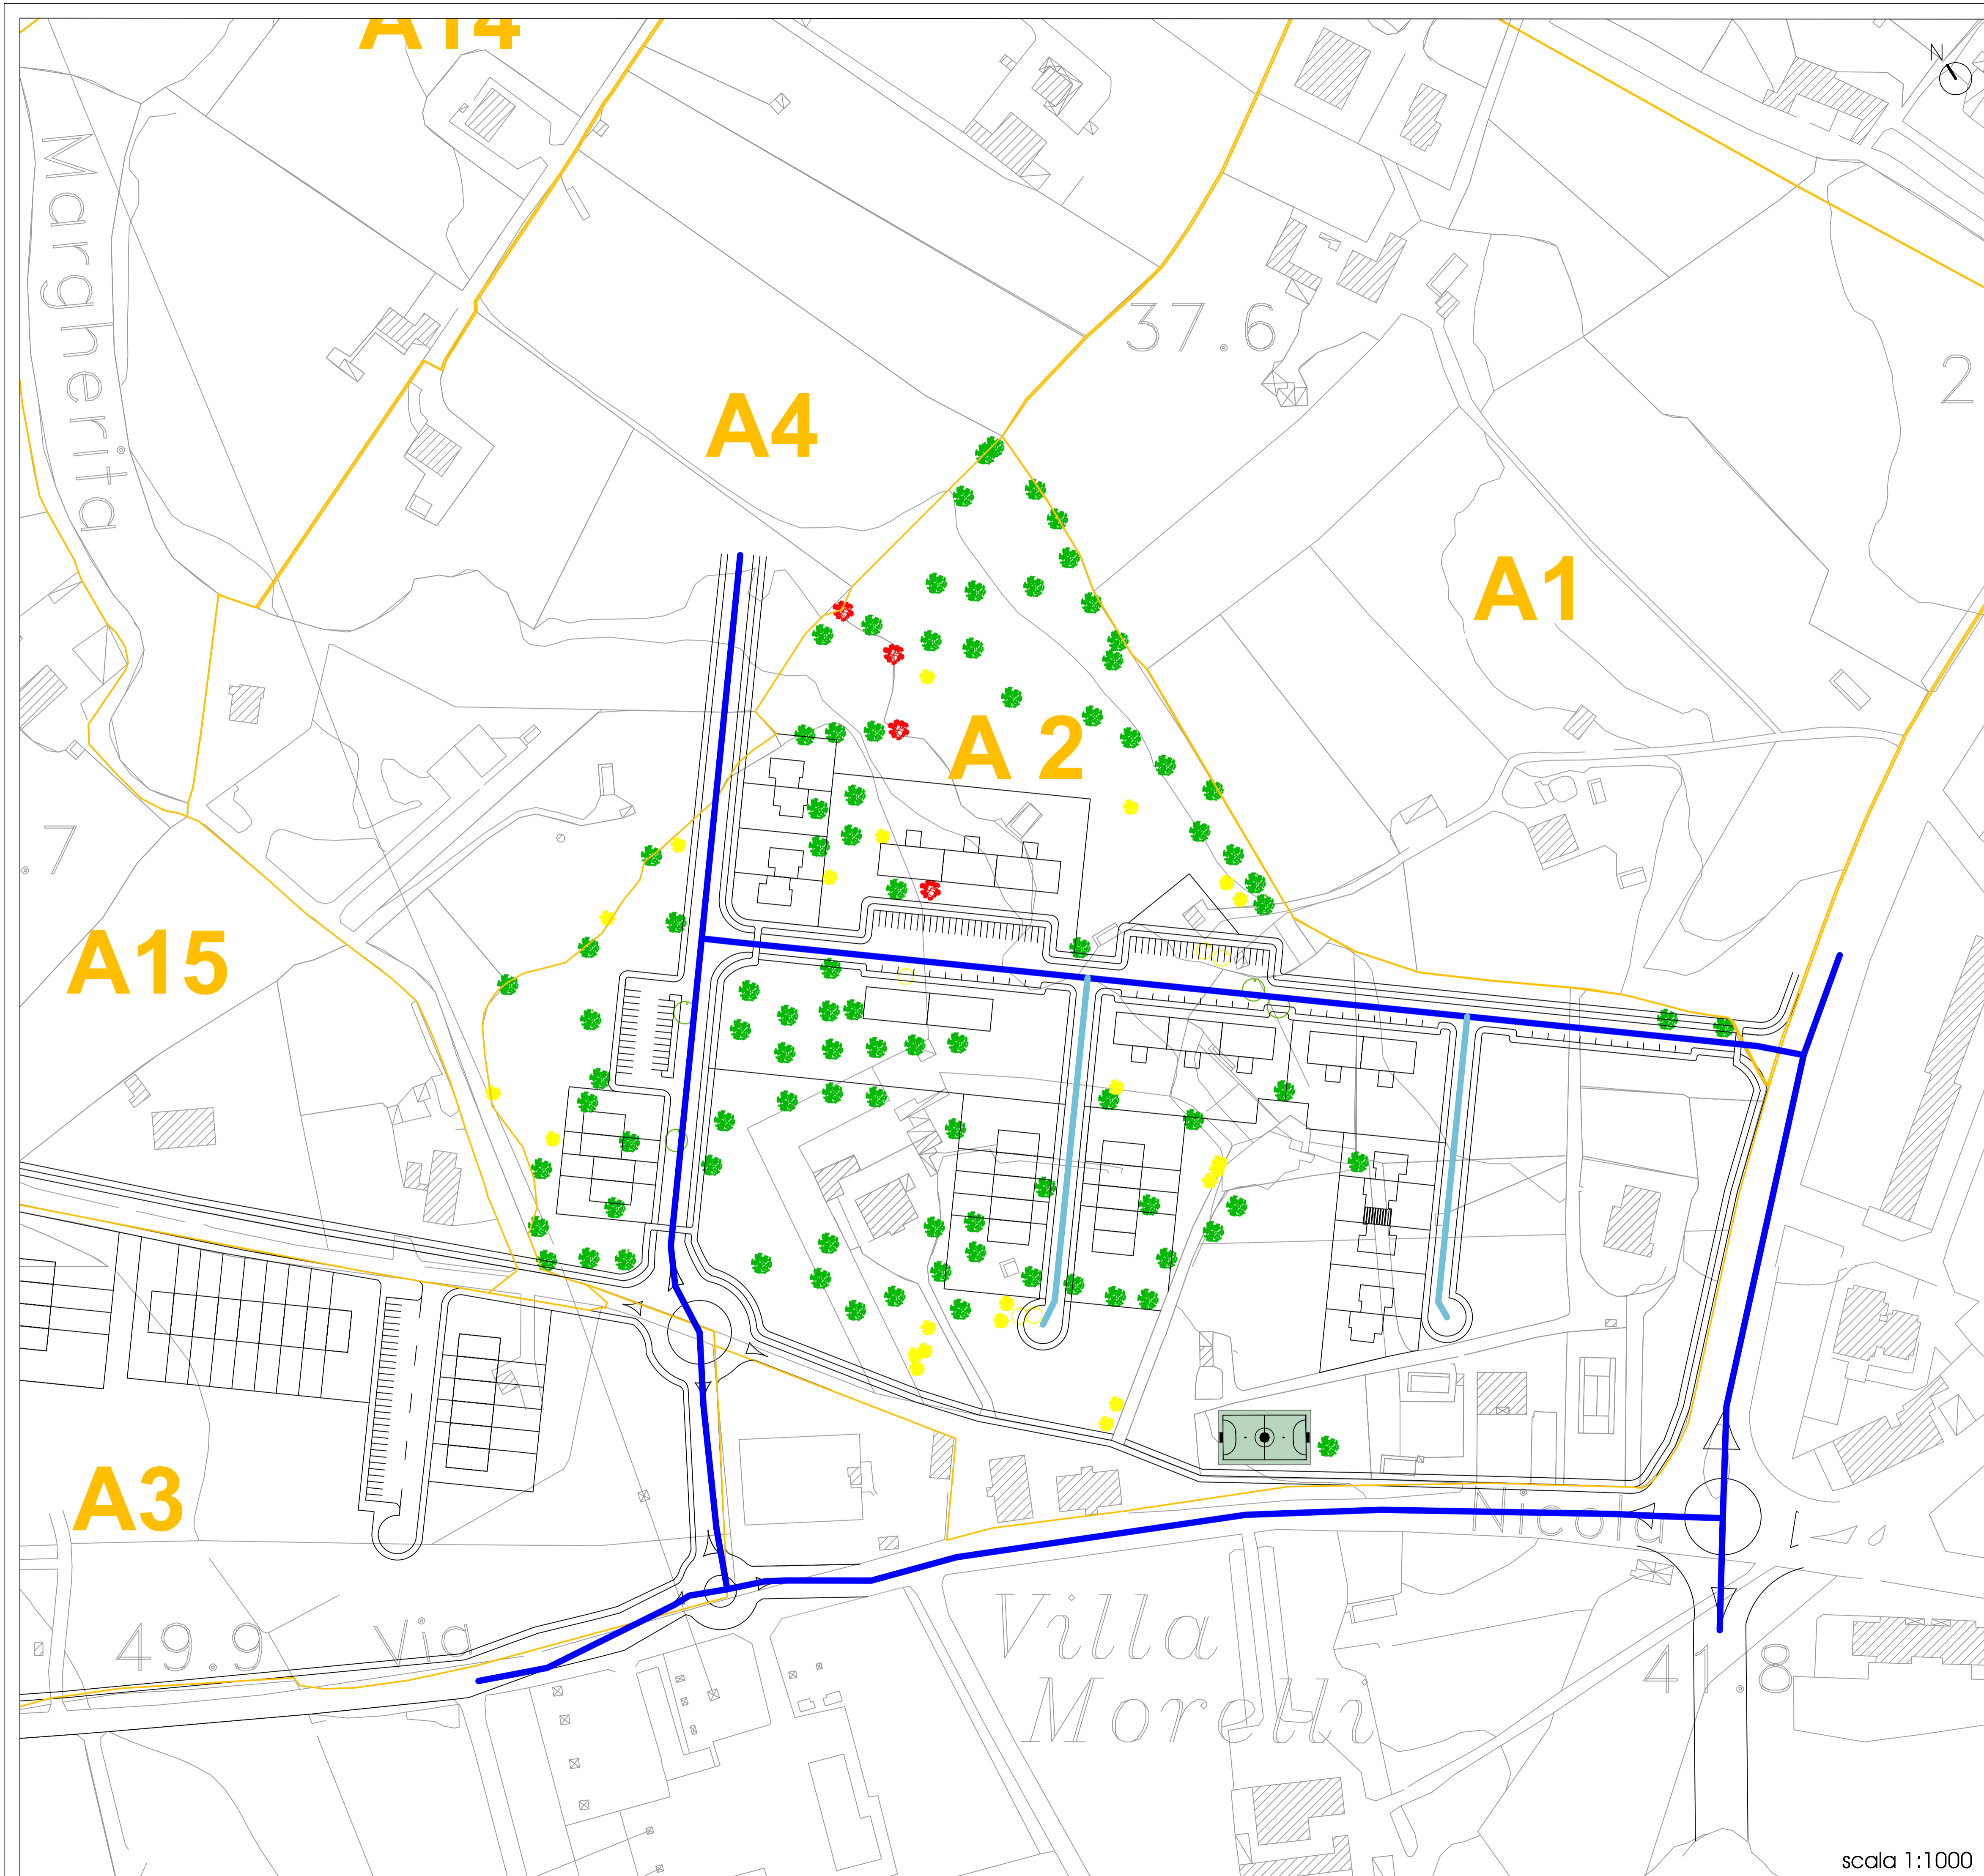 A14
N
Margherita
37.6
2
A4
A1
A 2
.7
A15
A3
Nicola
49.9
Via
Villa
Morelli
41.8
scala 1:1000